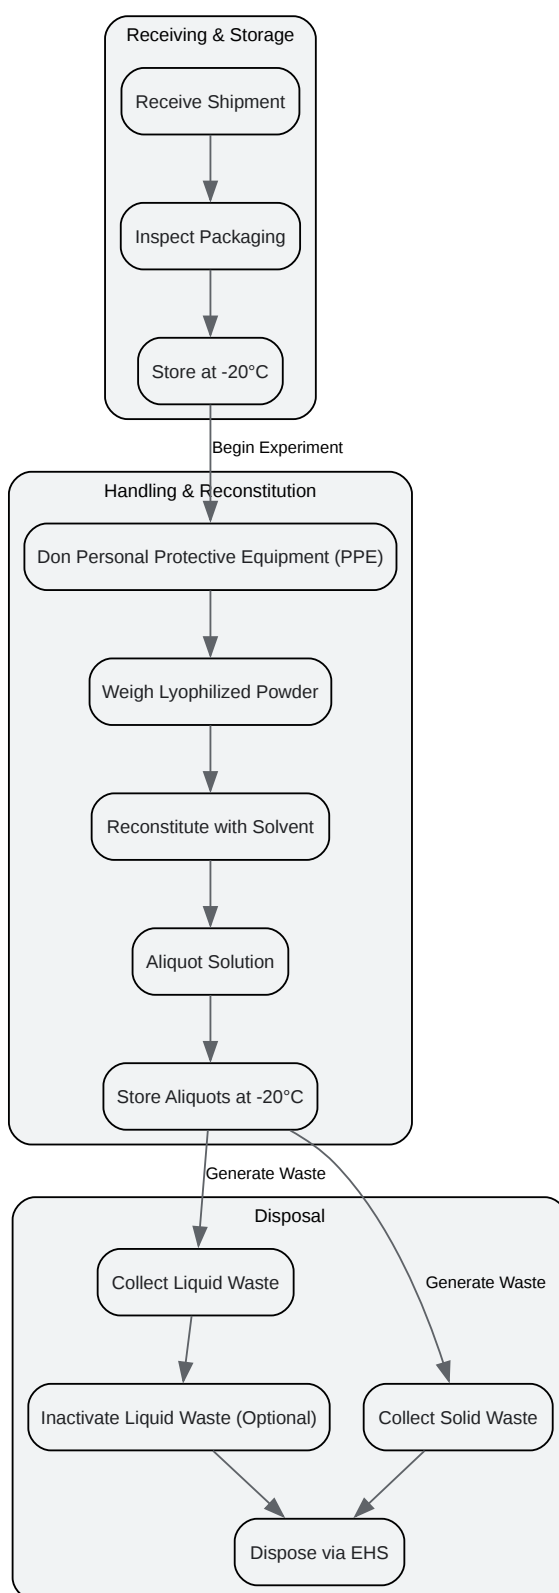 Receiving & Storage
Receive Shipment
Inspect Packaging
Store at -20°C
Begin Experiment
Handling & Reconstitution
Don Personal Protective Equipment (PPE)
Weigh Lyophilized Powder
Reconstitute with Solvent
Aliquot Solution
Store Aliquots at -20°C
Generate Waste
Disposal
Collect Liquid Waste
Generate Waste
Inactivate Liquid Waste (Optional)
Collect Solid Waste
Dispose via EHS